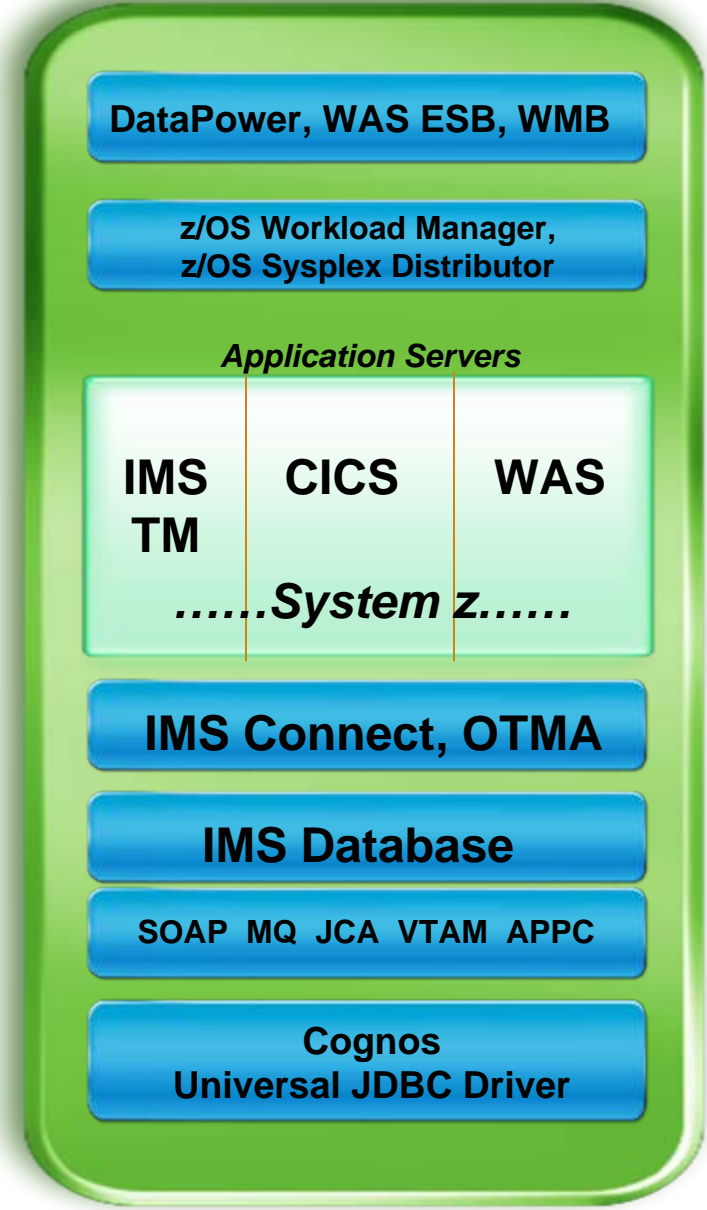 DataPower, WAS ESB, WMB
z/OS Workload Manager,
z/OS Sysplex Distributor
Application Servers
IMS TM
CICS
WAS
……System z……
IMS Connect, OTMA
IMS Database
SOAP MQ JCA VTAM APPC
Cognos
Universal JDBC Driver